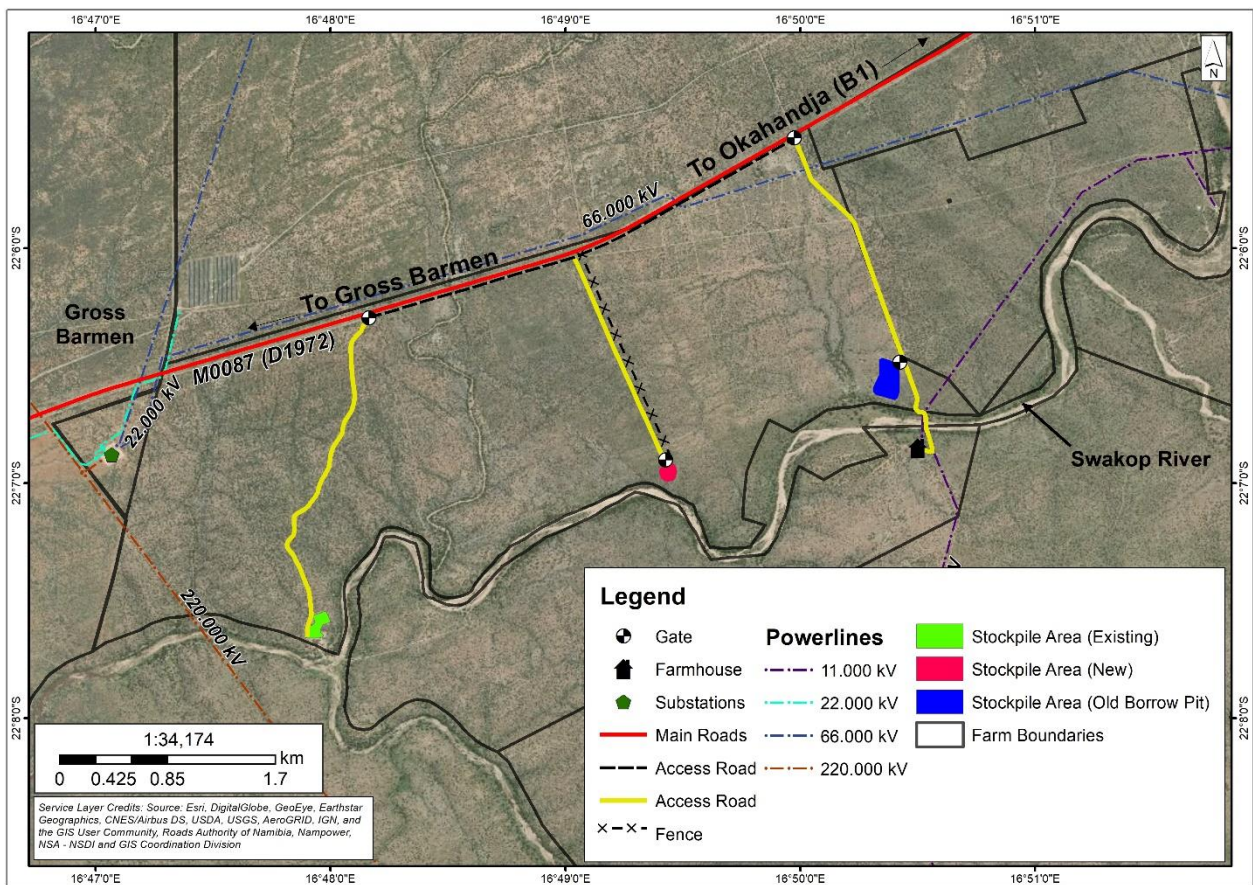 16°47'0"E 16°48'0"E 16°49'0"E 16°50'0"E 16°51'0"E
N
To Okahandja (B1)
66.000 kV
22°6'0"S 22°6'0"S
To Gross Barmen
Gross
Barmen
M0087 (D1972)
22.000 kV
Swakop River
22°7'0"S 22°7'0"S
220.000 kV
22°8'0"S 22°8'0"S
Legend
Gate
Farmhouse
Substations
Main Roads
Access Road
Access Road
Fence
Powerlines
11.000 kV
22.000 kV
66.000 kV
220.000 kV
Stockpile Area (Existing)
Stockpile Area (New)
Stockpile Area (Old Borrow Pit)
Farm Boundaries
1:34,174
km
0 0.425 0.85 1.7
Service Layer Credits: Source: Esri, DigitalGlobe, GeoEye, Earthstar
Geographics, CNES/Airbus DS, USDA, USGS, AeroGRID, IGN, and
the GIS User Community, Roads Authority of Namibia, Nampower,
NSA - NSDI and GIS Coordination Division
16°47'0"E 16°48'0"E 16°49'0"E 16°50'0"E 16°51'0"E